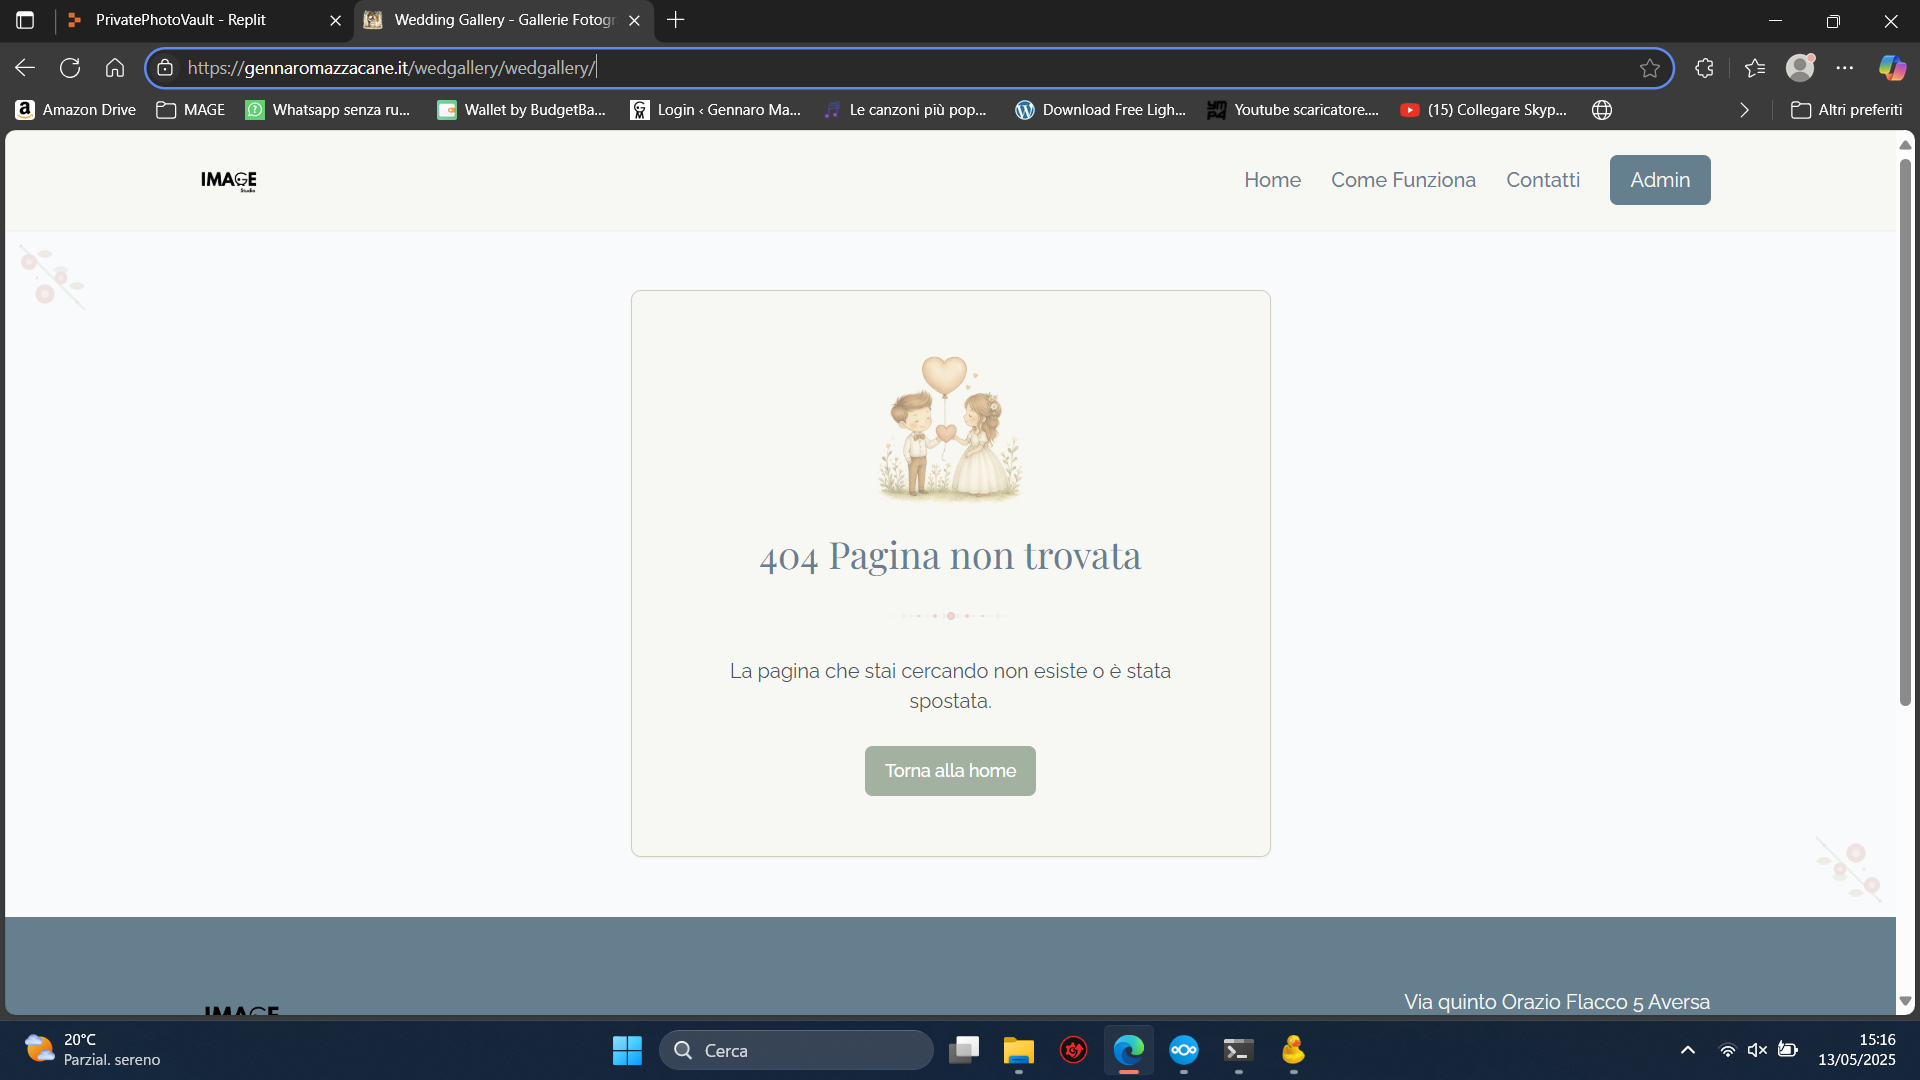 PrivatePhotoVault - Replit
Wedding Gallery - Gallerie Fotogr
https://gennaromazzacane.it/wedgallery/wedgallery/
Amazon Drive
MAGE
Whatsapp senza ru...
Wallet by BudgetBa...
Login ‹ Gennaro Ma...
Le canzoni più pop...
Download Free Ligh...
Youtube scaricatore....
(15) Collegare Skyp...
Altri preferiti
IMAGE
Studio
Home
Come Funziona
Contatti
Admin
404 Pagina non trovata
La pagina che stai cercando non esiste o è stata
spostata.
Torna alla home
IMAGE
Via quinto Orazio Flacco 5 Aversa
20°C
Parzial. sereno
Cerca
15:16
13/05/2025